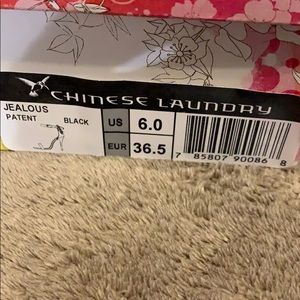 CHINESE LAUNDRY
JEALOUS
PATENT BLACK
US 6.0
EUR 36.5
7 85807 90086 8